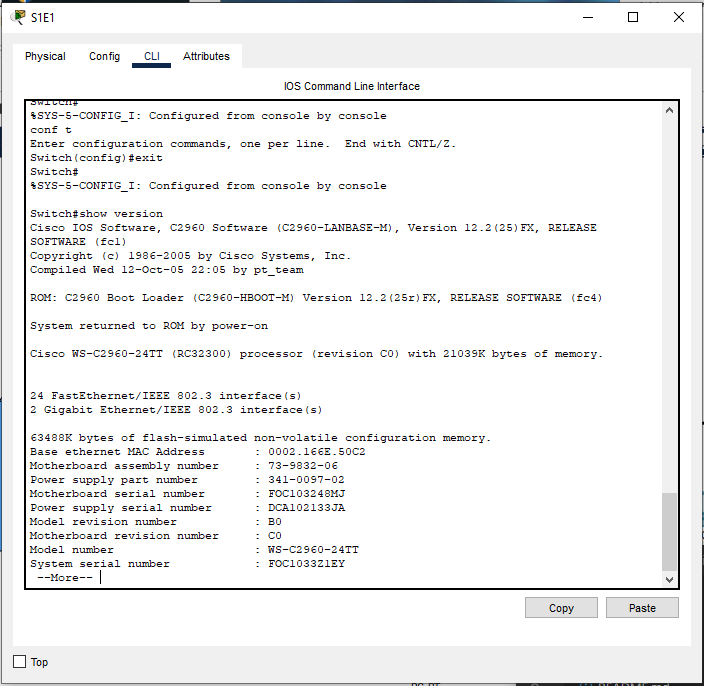 S1E1
Physical Config CLI Attributes
IOS Command Line Interface
Switch#
%SYS-5-CONFIG_I: Configured from console by console
conf t
Enter configuration commands, one per line.  End with CNTL/Z.
Switch(config)#exit
Switch#
%SYS-5-CONFIG_I: Configured from console by console
Switch#show version
Cisco IOS Software, C2960 Software (C2960-LANBASE-M), Version 12.2(25)FX, RELEASE
SOFTWARE (fc1)
Copyright (c) 1986-2005 by Cisco Systems, Inc.
Compiled Wed 12-Oct-05 22:05 by pt_team
ROM: C2960 Boot Loader (C2960-HBOOT-M) Version 12.2(25r)FX, RELEASE SOFTWARE (fc4)
System returned to ROM by power-on
Cisco WS-C2960-24TT (RC32300) processor (revision C0) with 21039K bytes of memory.
24 FastEthernet/IEEE 802.3 interface(s)
2 Gigabit Ethernet/IEEE 802.3 interface(s)
63488K bytes of flash-simulated non-volatile configuration memory.
Base ethernet MAC Address       : 0002.166E.50C2
Motherboard assembly number     : 73-9832-06
Power supply part number        : 341-0097-02
Motherboard serial number       : FOC103248MJ
Power supply serial number      : DCA102133JA
Model revision number           : B0
Motherboard revision number     : C0
Model number                    : WS-C2960-24TT
System serial number            : FOC1033Z1EY
--More--
Copy Paste
Top